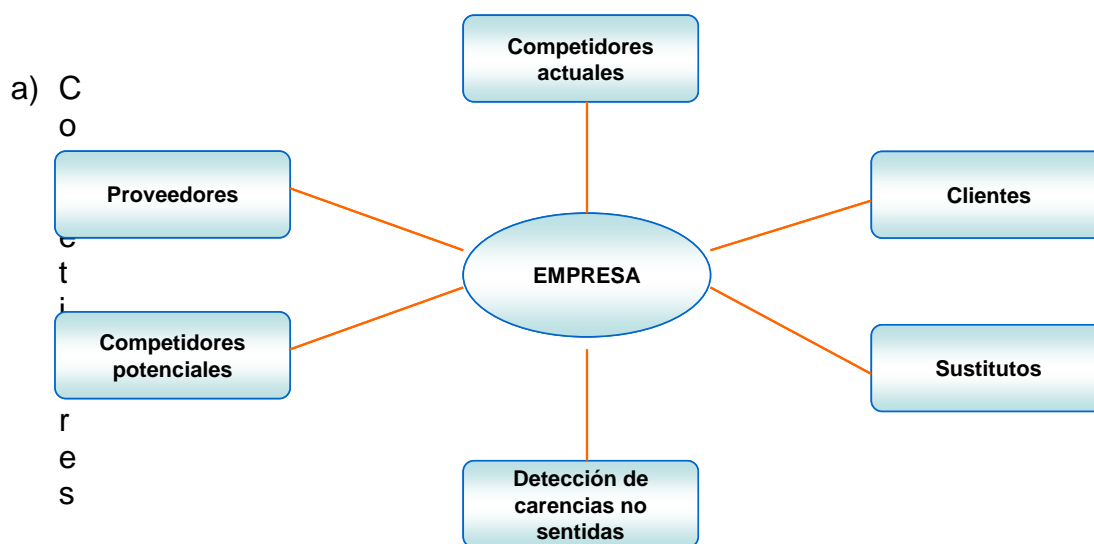 Competidores
actuales
a) C
o
Proveedores
Clientes
e
t
i
EMPRESA
Competidores
potenciales
Sustitutos
r
e
s
Detección de
carencias no
sentidas